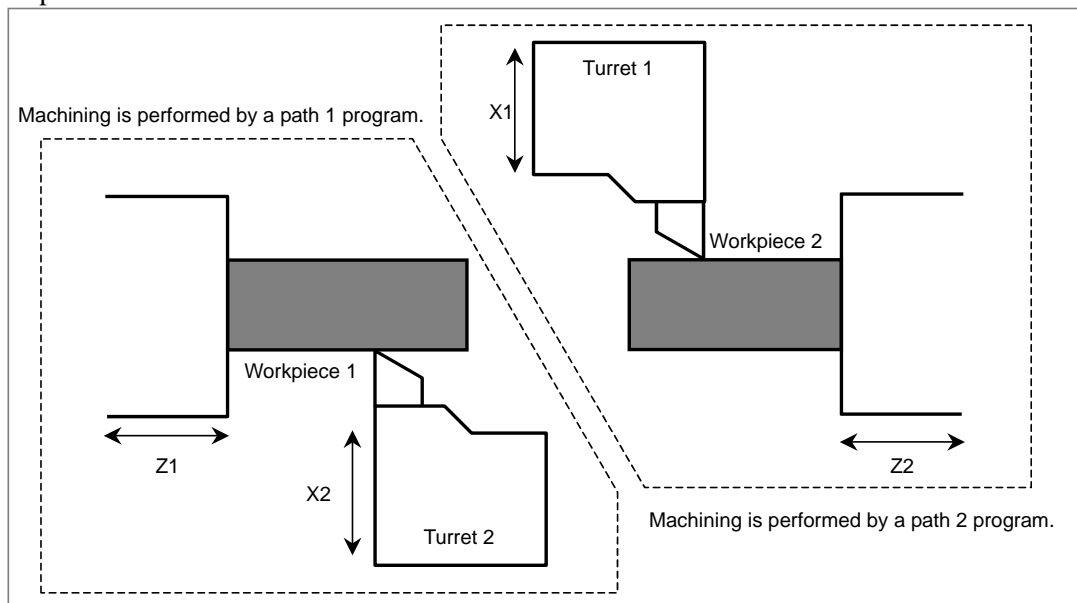 Turret 1
X1
Machining is performed by a path 1 program.
Workpiece 2
Workpiece 1
Z1
Z2
X2
Turret 2
Machining is performed by a path 2 program.